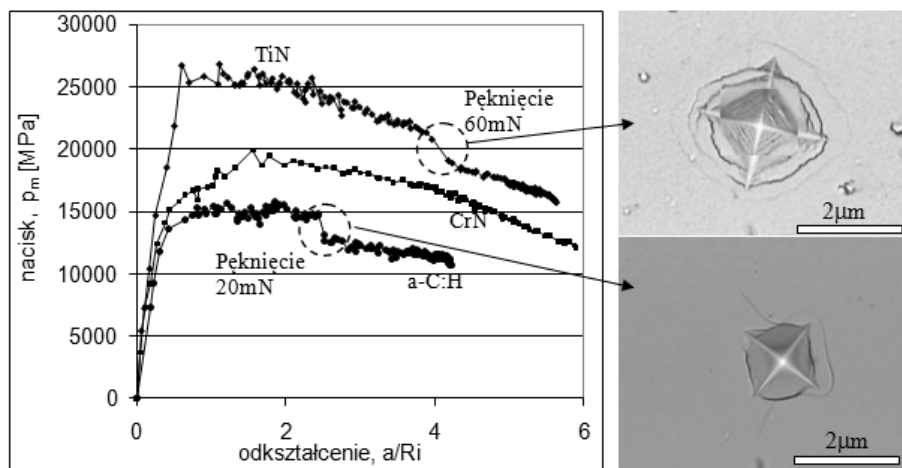 30000
25000
20000
15000
10000
5000
0
nacisk, pm [MPa]
TiN
Pęknięcie
60mN
CrN
Pęknięcie
20mN
a-C:H
0
2
4
6
odkształcenie, a/Ri
2μm
2μm